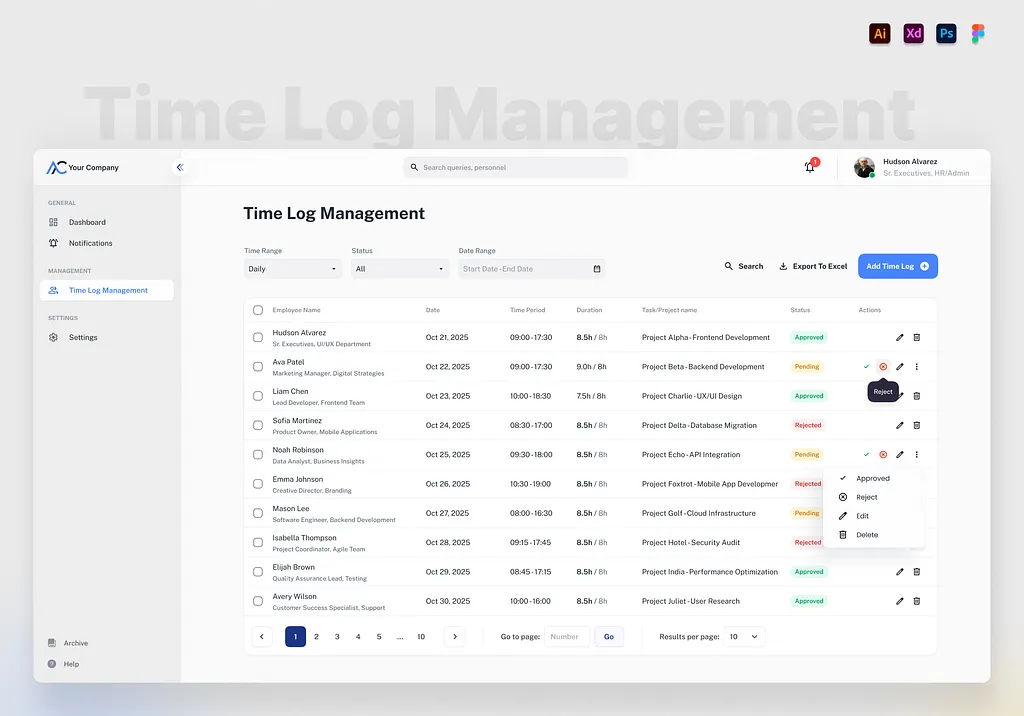 Ai Xd Ps
Time Log Management
AC Your Company
Search queries, personnel
1
Hudson Alvarez
Sr. Executives, HR/Admin
GENERAL
Dashboard
Notifications
MANAGEMENT
Time Log Management
SETTINGS
Settings
Archive
Help
Time Log Management
Time Range
Status
Date Range
Daily
All
Start Date - End Date
Search
Export To Excel
Add Time Log
Employee Name Date Time Period Duration Task/Project name Status Actions
Hudson Alvarez
Sr. Executives, UI/UX Department
Oct 21, 2025 09:00 - 17:30 8.5h / 8h Project Alpha - Frontend Development Approved
Ava Patel
Marketing Manager, Digital Strategies
Oct 22, 2025 09:00 - 17:30 9.0h / 8h Project Beta - Backend Development Pending
Reject
Liam Chen
Lead Developer, Frontend Team
Oct 23, 2025 10:00 - 18:30 7.5h / 8h Project Charlie - UX/UI Design Approved
Sofia Martinez
Product Owner, Mobile Applications
Oct 24, 2025 08:30 - 17:00 8.5h / 8h Project Delta - Database Migration Rejected
Noah Robinson
Data Analyst, Business Insights
Oct 25, 2025 09:30 - 18:00 8.5h / 8h Project Echo - API Integration Pending
Emma Johnson
Creative Director, Branding
Oct 26, 2025 10:30 - 19:00 8.5h / 8h Project Foxtrot - Mobile App Developmer Rejected
Mason Lee
Software Engineer, Backend Development
Oct 27, 2025 08:00 - 16:30 8.5h / 8h Project Golf - Cloud Infrastructure Pending
Isabella Thompson
Project Coordinator, Agile Team
Oct 28, 2025 09:15 - 17:45 8.5h / 8h Project Hotel - Security Audit Rejected
Approved
Reject
Edit
Delete
Elijah Brown
Quality Assurance Lead, Testing
Oct 29, 2025 08:45 - 17:15 8.5h / 8h Project India - Performance Optimization Approved
Avery Wilson
Customer Success Specialist, Support
Oct 30, 2025 10:00 - 16:00 8.5h / 8h Project Juliet - User Research Approved
1 2 3 4 5 ... 10
Go to page: Number Go
Results per page: 10